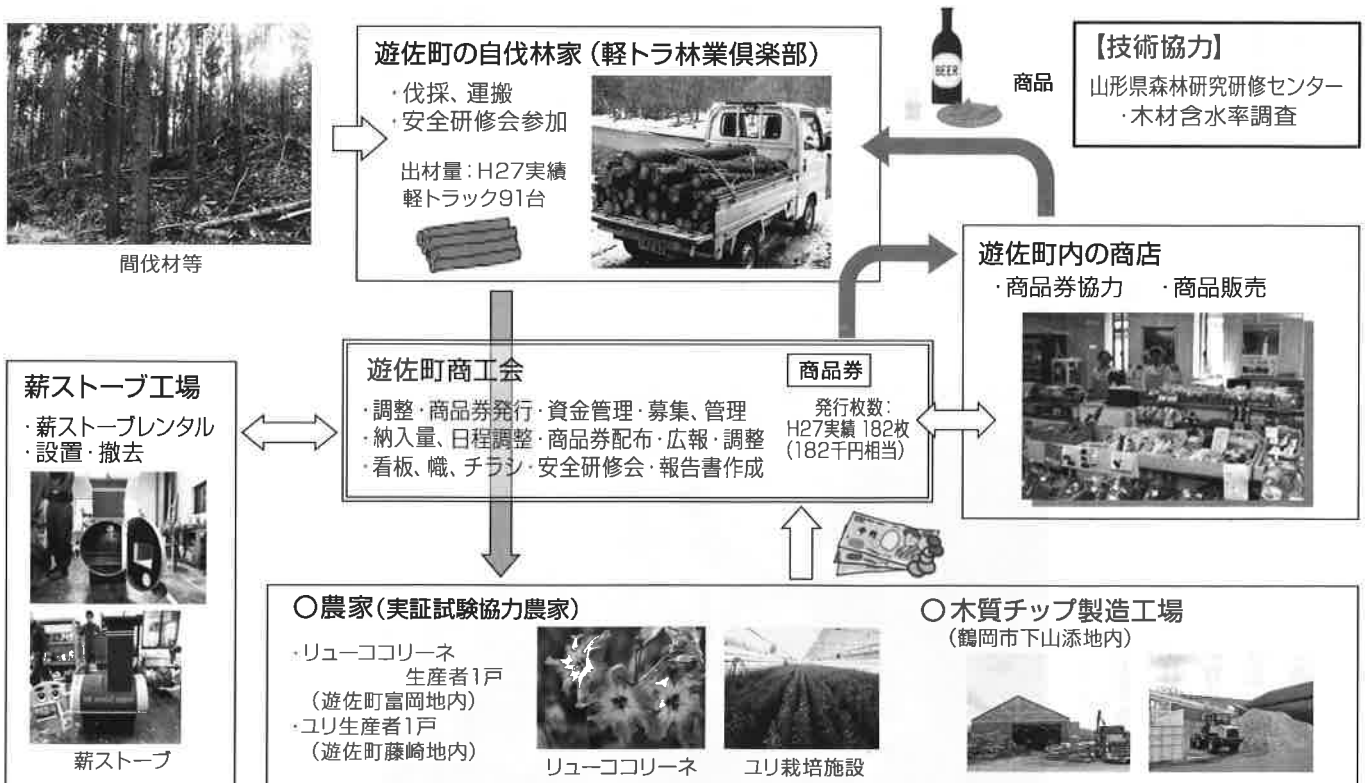 間伐材等
遊佐町の自伐林家(軽トラ林業倶楽部)
・伐採、運搬
・安全研修会参加
出材量:H27実績
軽トラック91台
BEER
商品
【技術協力】
山形県森林研究研修センター
・木材含水率調査
遊佐町内の商店
・商品券協力 ・商品販売
薪ストーブ工場
・薪ストーブレンタル
・設置・撤去
薪ストーブ
遊佐町商工会
・調整・商品券発行・資金管理・募集、管理
・納入量、日程調整・商品券配布・広報・調整
・看板、幟、チラシ・安全研修会・報告書作成
商品券
発行枚数:
H27実績 182枚
(182千円相当)
○農家(実証試験協力農家)
・リューココリーネ
生産者1戸
(遊佐町富岡地内)
・ユリ生産者1戸
(遊佐町藤崎地内)
リューココリーネ
ユリ栽培施設
○木質チップ製造工場
(鶴岡市下山添地内)